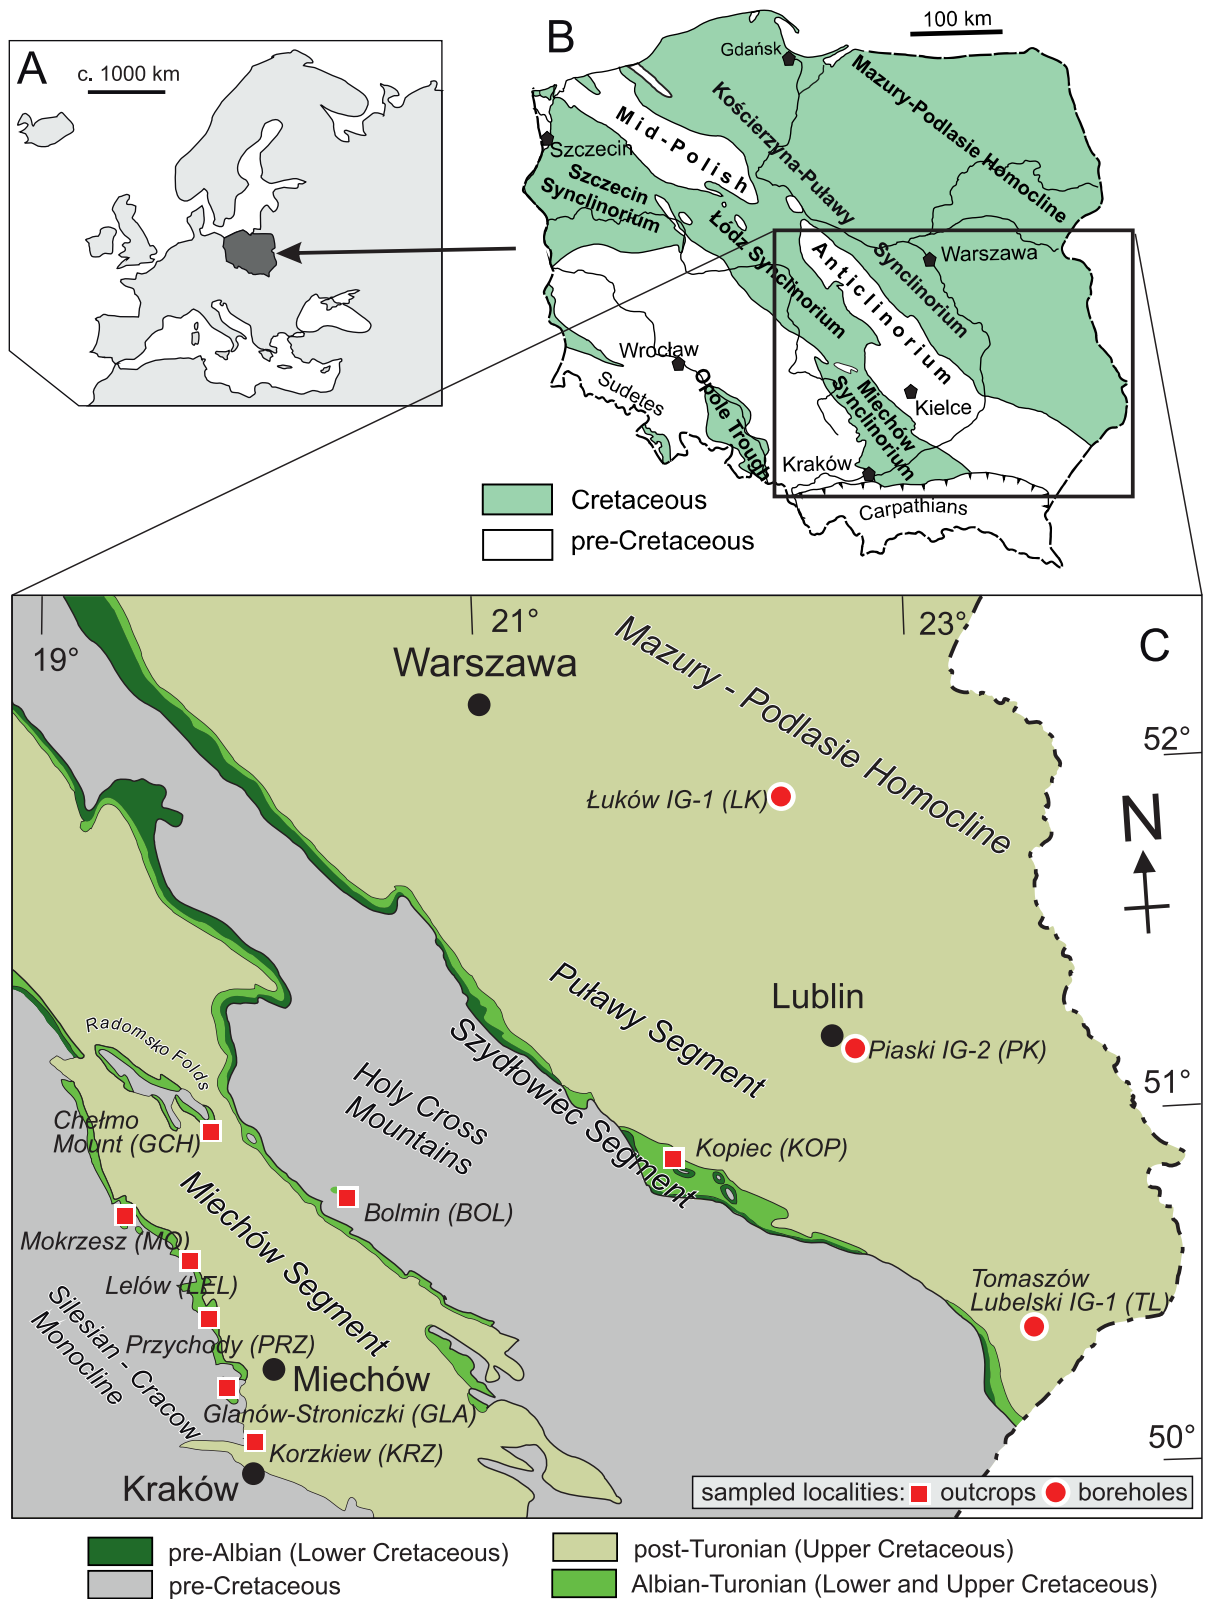 A
c. 1000 km
B
100 km
Gdańsk
Mazury-Podlasie Homocline
Kościerzyna-Puławy
Synclinorium
Mid-Polish
Anticlinorium
Szczecin
Szczecin
Synclinorium
Łódz Synclinorium
Warszawa
Wrocław
Sudetes
Opole Trough
Miechów
Synclinorium
Kielce
Kraków
Carpathians
Cretaceous
pre-Cretaceous
19°
21°
23°
C
Warszawa
Mazury - Podlasie Homocline
52°
Łuków IG-1 (LK)
N
Puławy Segment
Lublin
Piaski IG-2 (PK)
Szydłowiec Segment
Radomsko Folds
Holy Cross
Mountains
51°
Chełmo
Mount (GCH)
Kopiec (KOP)
Miechów Segment
Bolmin (BOL)
Mokrzesz (MO)
Lelów (LEL)
Tomaszów
Lubelski IG-1 (TL)
Silesian - Cracow
Monocline
Przychody (PRZ)
Miechów
Glanów-Stroniczki (GLA)
Korzkiew (KRZ)
50°
Kraków
sampled localities: outcrops boreholes
pre-Albian (Lower Cretaceous)
post-Turonian (Upper Cretaceous)
pre-Cretaceous
Albian-Turonian (Lower and Upper Cretaceous)